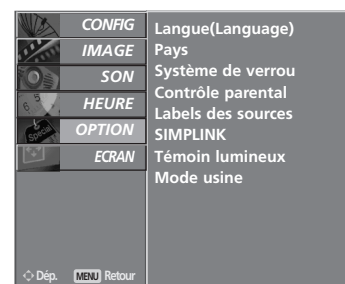 CONFIG
IMAGE
SON
HEURE
OPTION
ECRAN
Langue(Language)
Pays
Système de verrou
Contrôle parental
Labels des sources
SIMPLINK
Témoin lumineux
Mode usine
Special
Dép. MENU Retour